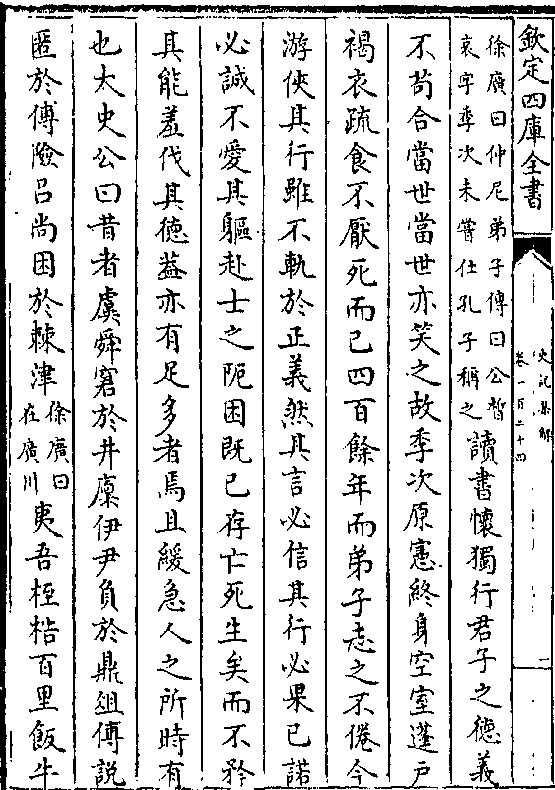 欽定四庫全書
史記集解
卷一百二十四
二
徐廣曰仲尼弟子傳曰公晳
哀字季次未嘗仕孔子稱之
讀書懷獨行君子之德義
不茍合當世當世亦笑之故季次原憲終身空室蓬戶
褐衣疏食不厭死而已四百餘年而弟子志之不倦今
游俠其行雖不軌於正義然其言必信其行必果已諾
必誠不愛其軀赴士之阸困既已存亡死生矣而不矜
其能羞伐其德蓋亦有足多者焉且緩急人之所時有
也太史公曰昔者虞舜窘於井廩伊尹負於鼎俎傅說
匿於傅險吕尚困於棘津
徐廣曰
在廣川
夷吾桎梏百里飯牛